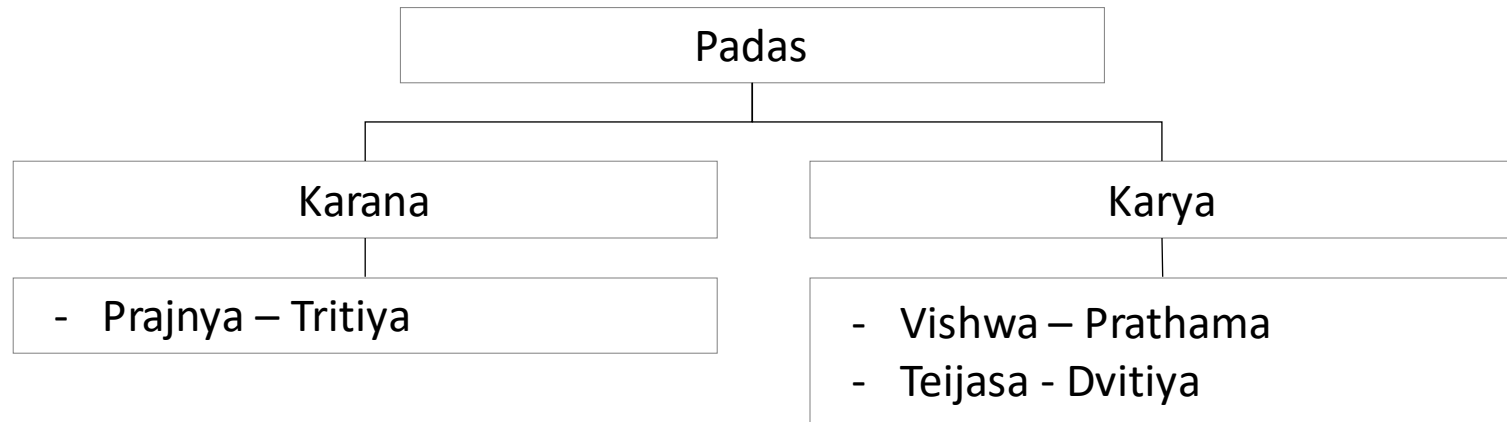 Padas
Karana
Karya
- Prajnya – Tritiya
- Vishwa – Prathama
- Teijasa - Dvitiya